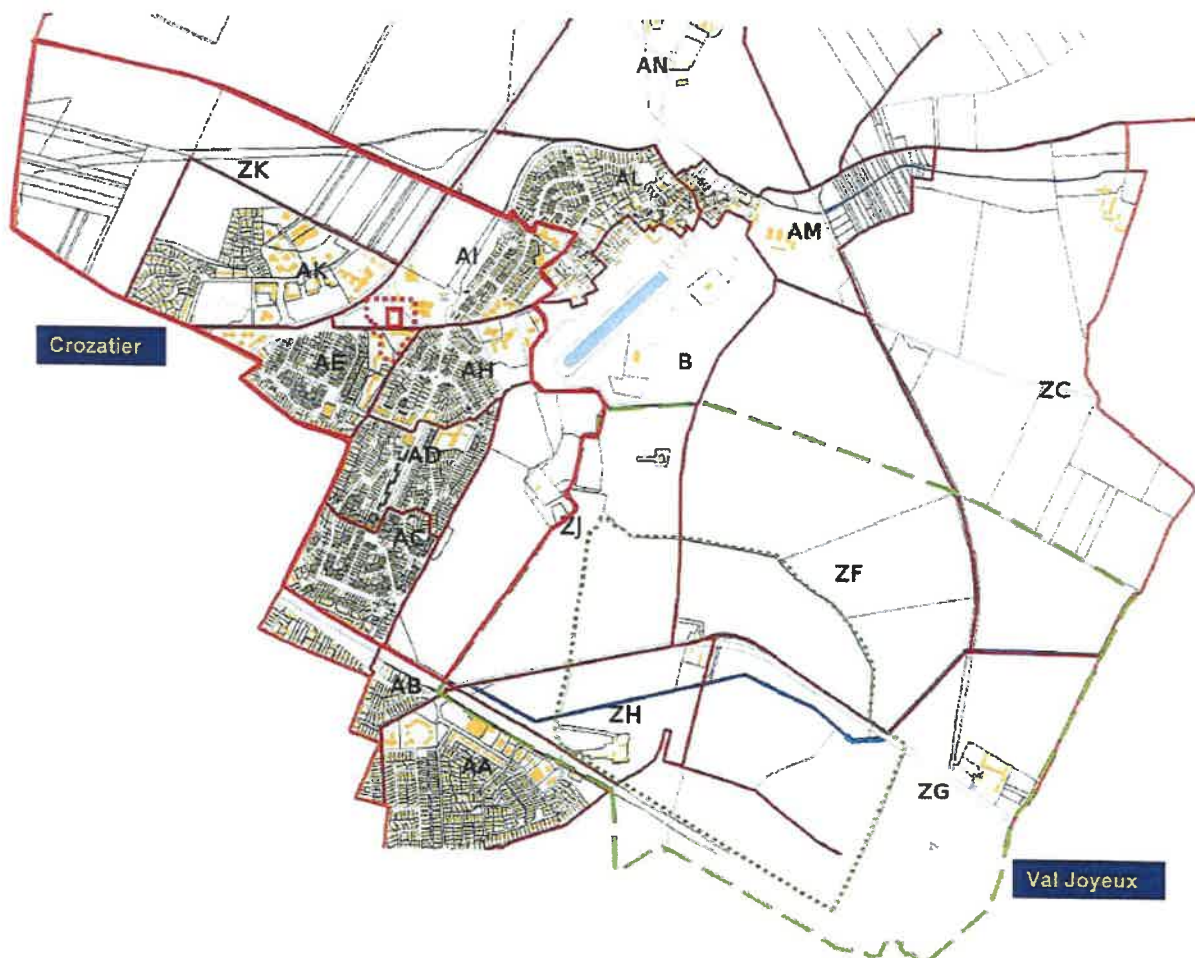 AN
ZK
AL
AM
AI
AK
Crozatier
AE
AH
B
ZC
AD
AC
ZJ
ZF
AB
ZH
AA
ZG
Val Joyeux